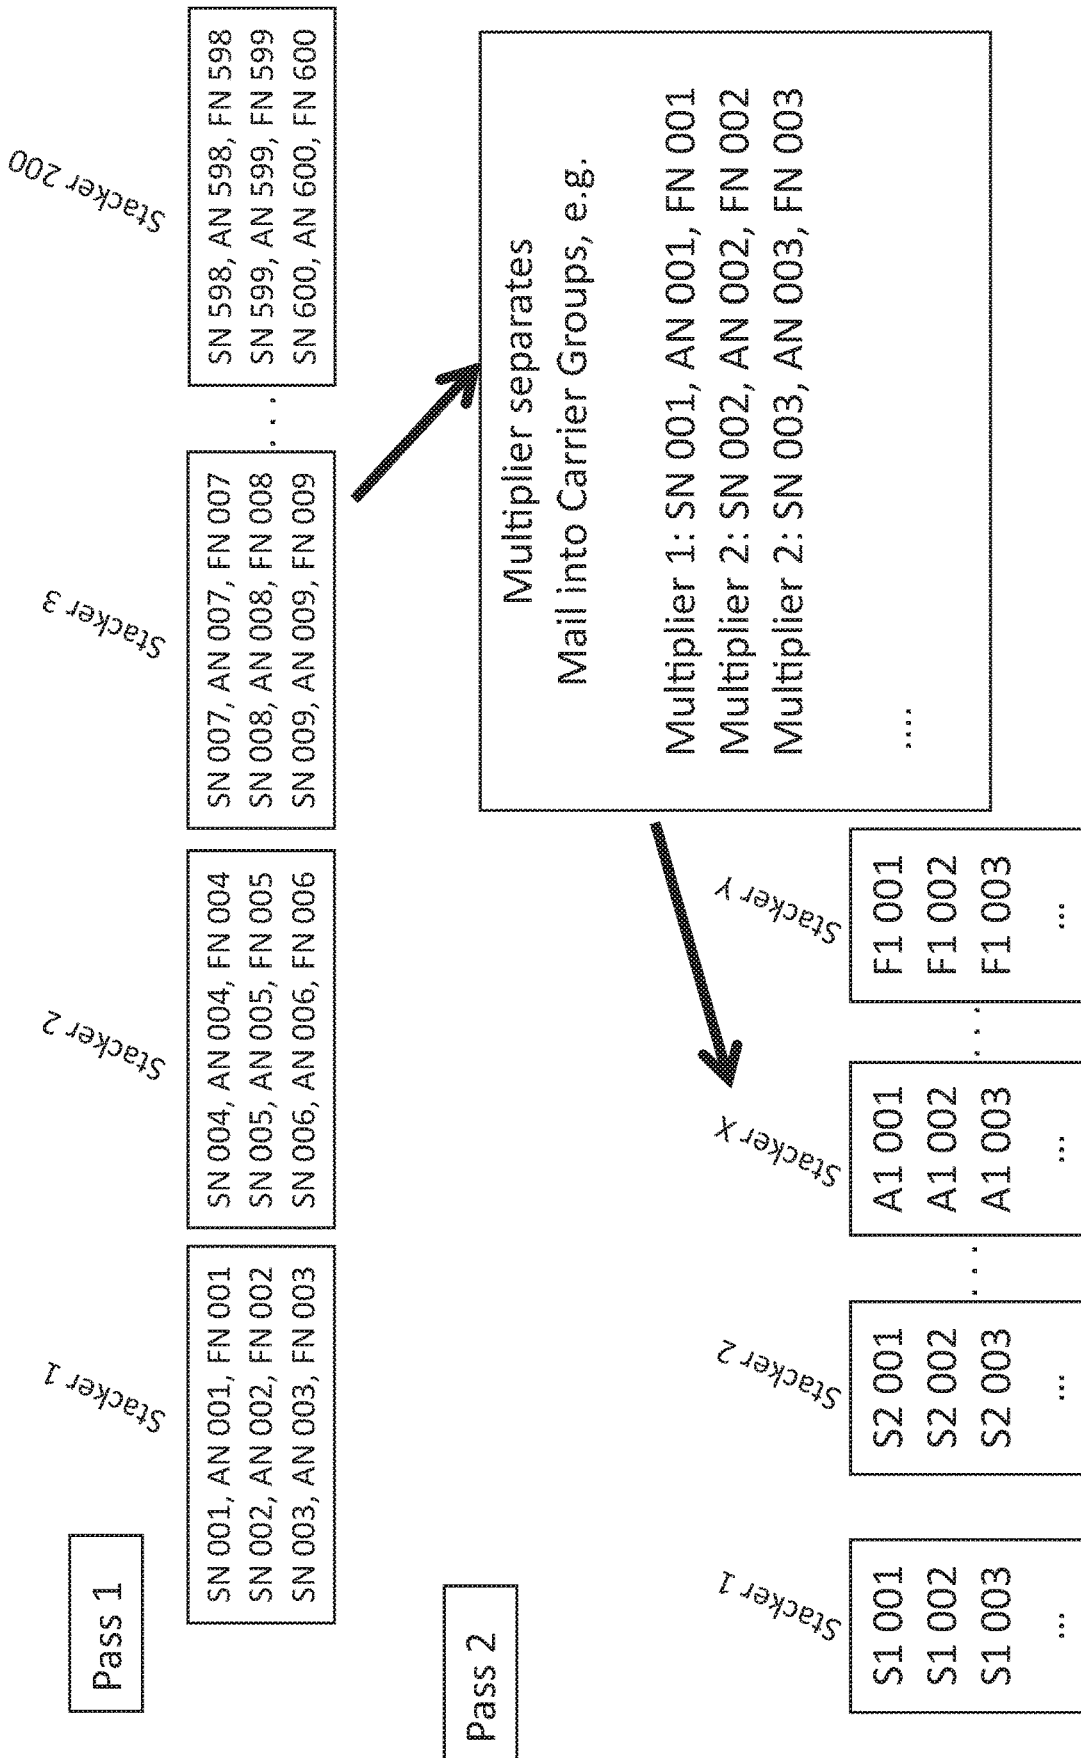 Pass 1
Stacker 1
SN 001, AN 001, FN 001
SN 002, AN 002, FN 002
SN 003, AN 003, FN 003
Stacker 2
SN 004, AN 004, FN 004
SN 005, AN 005, FN 005
SN 006, AN 006, FN 006
Stacker 3
SN 007, AN 007, FN 007
SN 008, AN 008, FN 008
SN 009, AN 009, FN 009
. . .
Stacker 200
SN 598, AN 598, FN 598
SN 599, AN 599, FN 599
SN 600, AN 600, FN 600
Pass 2
Multiplier separates
Mail into Carrier Groups, e.g.
Multiplier 1: SN 001, AN 001, FN 001
Multiplier 2: SN 002, AN 002, FN 002
Multiplier 2: SN 003, AN 003, FN 003
....
Stacker 1
S1 001
S1 002
S1 003
...
Stacker 2
S2 001
S2 002
S2 003
...
. . . .
Stacker X
A1 001
A1 002
A1 003
...
. . . .
Stacker Y
F1 001
F1 002
F1 003
...